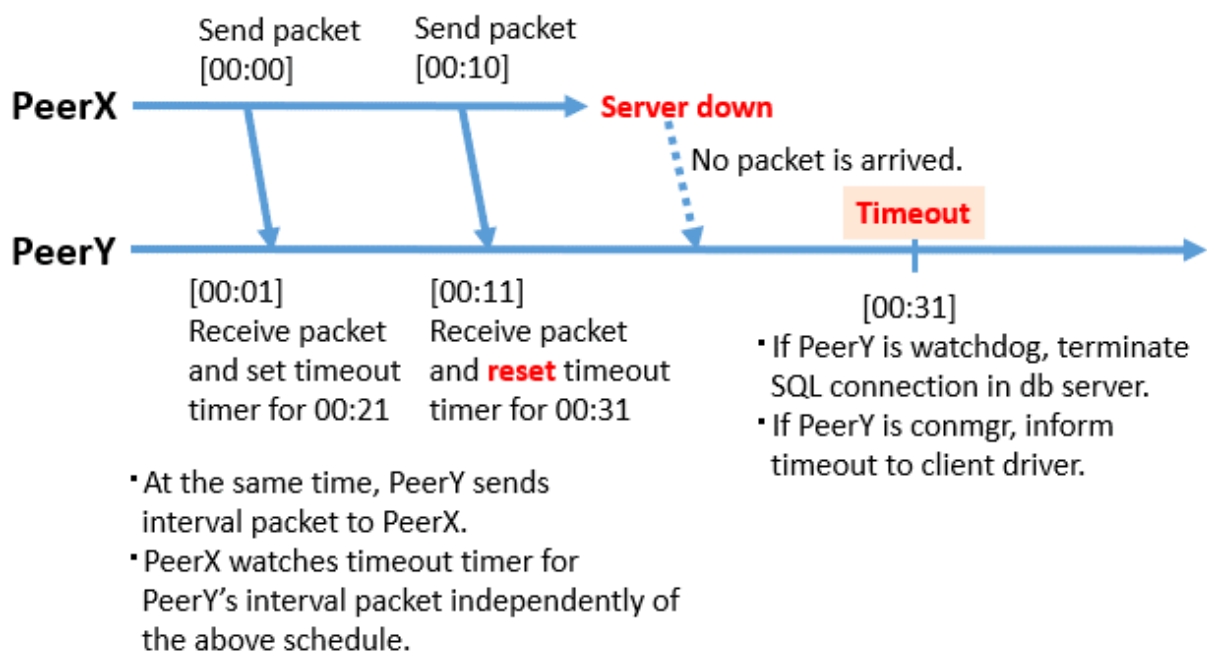 Send packet
[00:00]
Send packet
[00:10]
PeerX
Server down
No packet is arrived.
Timeout
PeerY
[00:01]
Receive packet
and set timeout
timer for 00:21
[00:11]
Receive packet
and reset timeout
timer for 00:31
[00:31]
・If PeerY is watchdog, terminate
SQL connection in db server.
・If PeerY is conmgr, inform
timeout to client driver.
・At the same time, PeerY sends
interval packet to PeerX.
・PeerX watches timeout timer for
PeerY’s interval packet independently of
the above schedule.